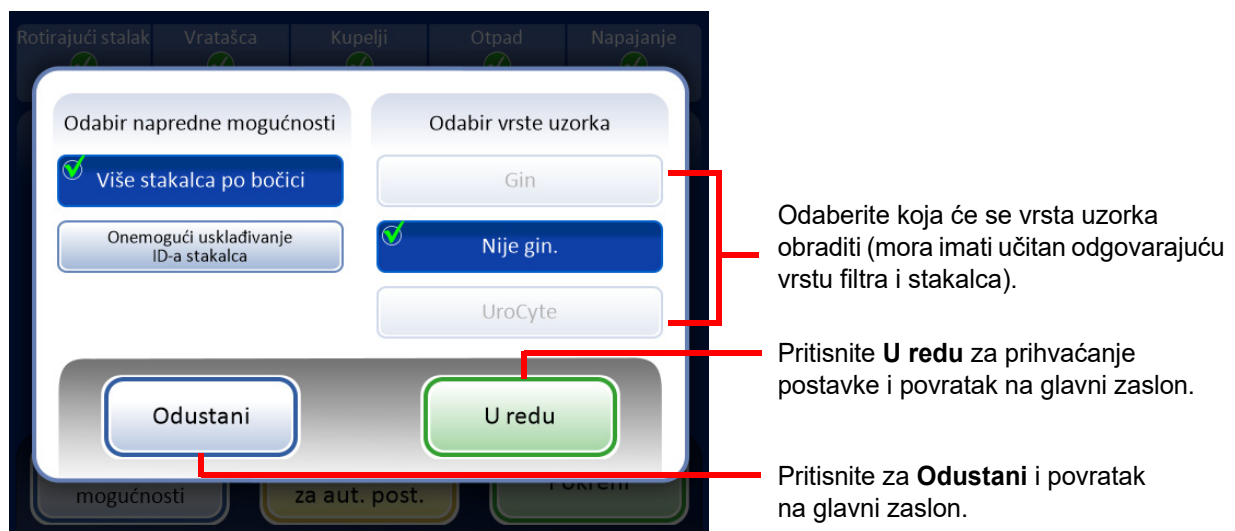 Rotirajući stalak Vratašca Kupelji Otpad Napajanje
Odabir napredne mogućnosti
Više stakalca po bočici
Onemogući usklađivanje
ID-a stakalca
Odabir vrste uzorka
Gin
Nije gin.
UroCyte
Odustani
U redu
mogućnosti
za aut. post.
Odaberite koja će se vrsta uzorka
obraditi (mora imati učitan odgovarajuću
vrstu filtra i stakalca).
Pritisnite U redu za prihvaćanje
postavke i povratak na glavni zaslon.
Pritisnite za Odustani i povratak
na glavni zaslon.